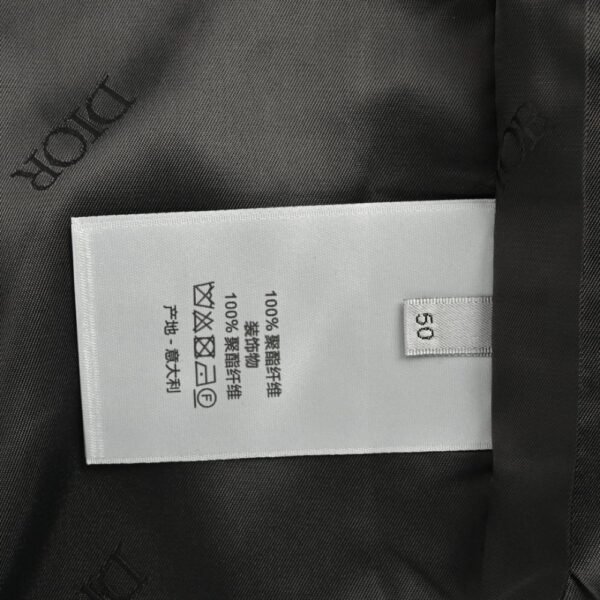 DIOR
50
100% 聚酯纤维
装饰物
100% 聚酯纤维
F
产地 - 意大利
DIOR